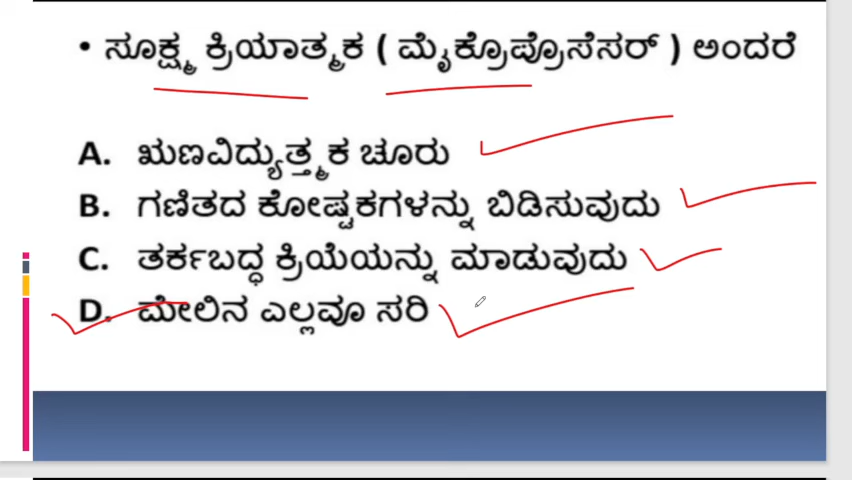 • ಸೂಕ್ಷ್ಮ ಕ್ರಿಯಾತ್ಮಕ ( ಮೈಕ್ರೊಪ್ರೊಸೆಸರ್ ) ಅಂದರೆ
A. ಋಣವಿದ್ಯುತ್ತ್ಮಕ ಚೂರು
B. ಗಣಿತದ ಕೋಷ್ಟಕಗಳನ್ನು ಬಿಡಿಸುವುದು
C. ತರ್ಕಬದ್ಧ ಕ್ರಿಯೆಯನ್ನು ಮಾಡುವುದು
D. ಮೇಲಿನ ಎಲ್ಲವೂ ಸರಿ